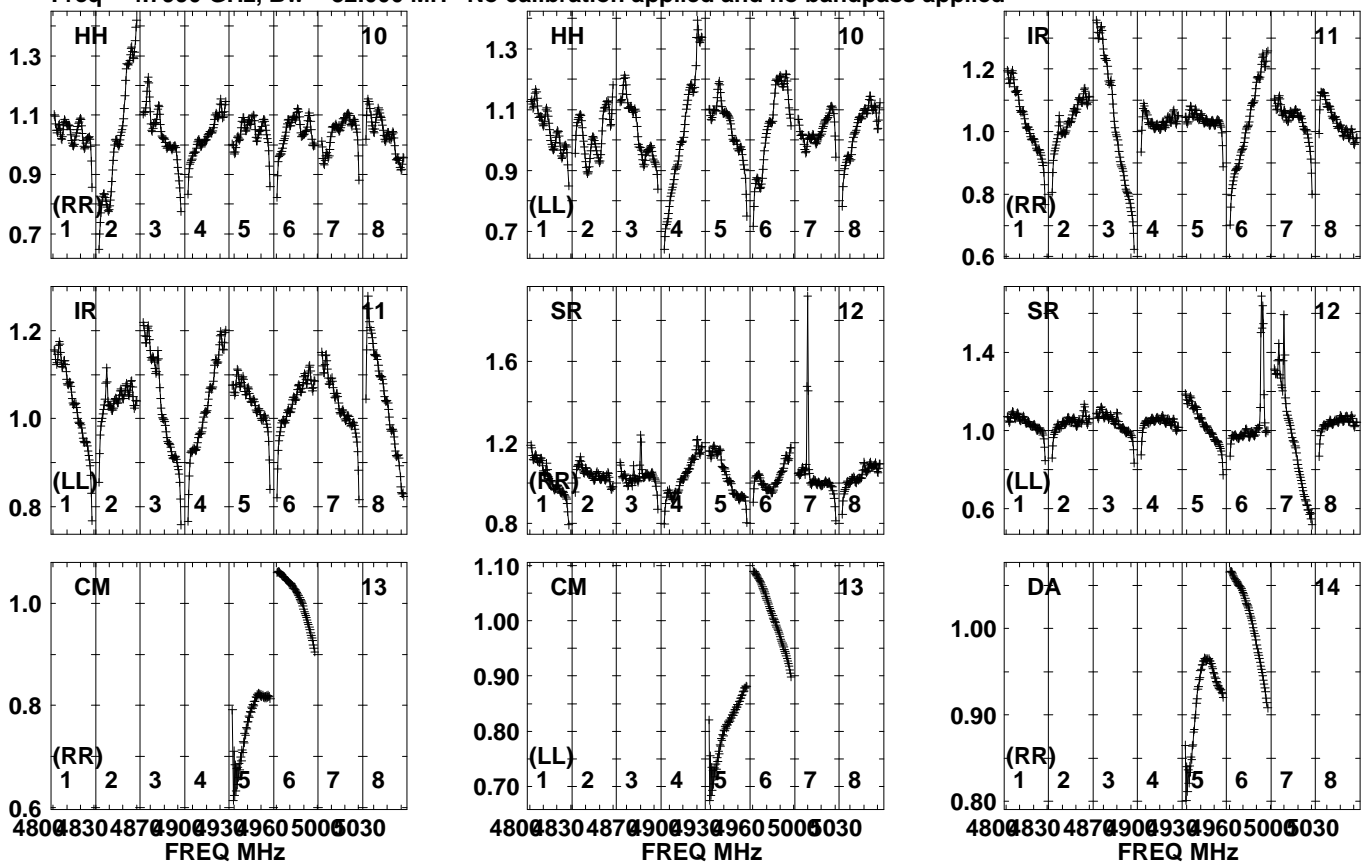 Freq = GHz, Bw = 32.000 MH No calibration applied and no bandpass applied
HH 10
1.3
1.1
0.9
0.7
(RR)
1 2 3 4 5 6 7 8
HH 10
1.3
1.1
0.9
0.7
(LL)
1 2 3 4 5 6 7 8
IR 11
1.2
1.0
0.8
0.6
(RR)
1 2 3 4 5 6 7 8
IR 11
1.2
1.0
0.8
(LL)
1 2 3 4 5 6 7 8
SR 12
1.6
1.2
0.8
(RR)
1 2 3 4 5 6 7 8
SR 12
1.4
1.0
0.6
(LL)
1 2 3 4 5 6 7 8
CM 13
1.0
0.8
0.6
(RR)
1 2 3 4 5 6 7 8
4800 4830 4870 4900 4930 4960 5000 5030
FREQ MHz
CM 13
1.10
1.00
0.90
0.80
0.70
(LL)
1 2 3 4 5 6 7 8
4800 4830 4870 4900 4930 4960 5000 5030
FREQ MHz
DA 14
1.00
0.90
0.80
(RR)
1 2 3 4 5 6 7 8
4800 4830 4870 4900 4930 4960 5000 5030
FREQ MHz